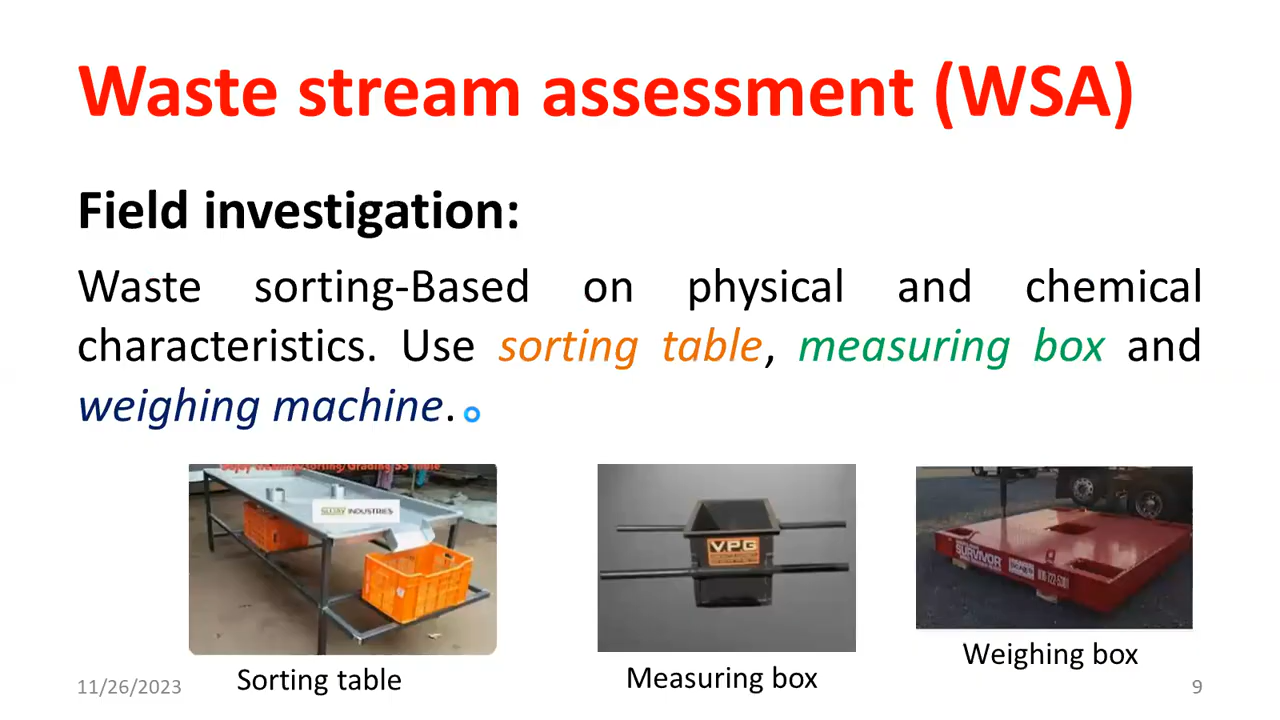 Waste stream assessment (WSA)
Field investigation:
Waste sorting-Based on physical and chemical
characteristics. Use sorting table, measuring box and
weighing machine.
INDUSTRIES
VPG
SURVIVOR
Sorting table
Measuring box
Weighing box
11/26/2023
9